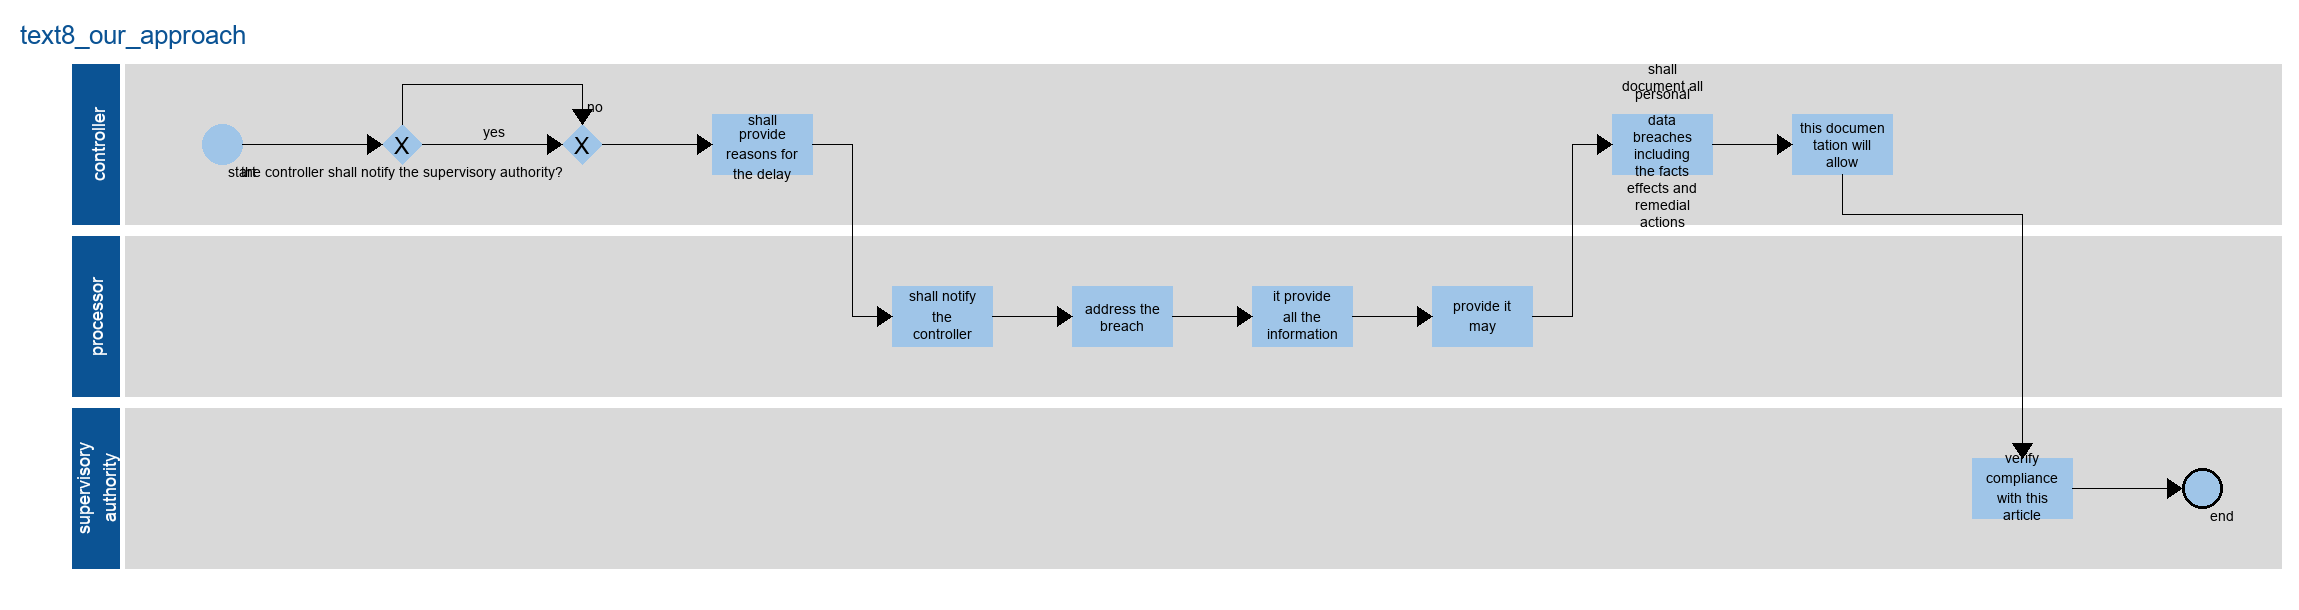 text8_our_approach
controller
start
the controller shall notify the supervisory authority?
X
yes
no
X
shall
provide
reasons for
the delay
shall
document all
personal
data
breaches
including
the facts
effects and
remedial
actions
this documen
tation will
allow
processor
shall notify
the
controller
address the
breach
it provide
all the
information
provide it
may
supervisory
authority
verify
compliance
with this
article
end